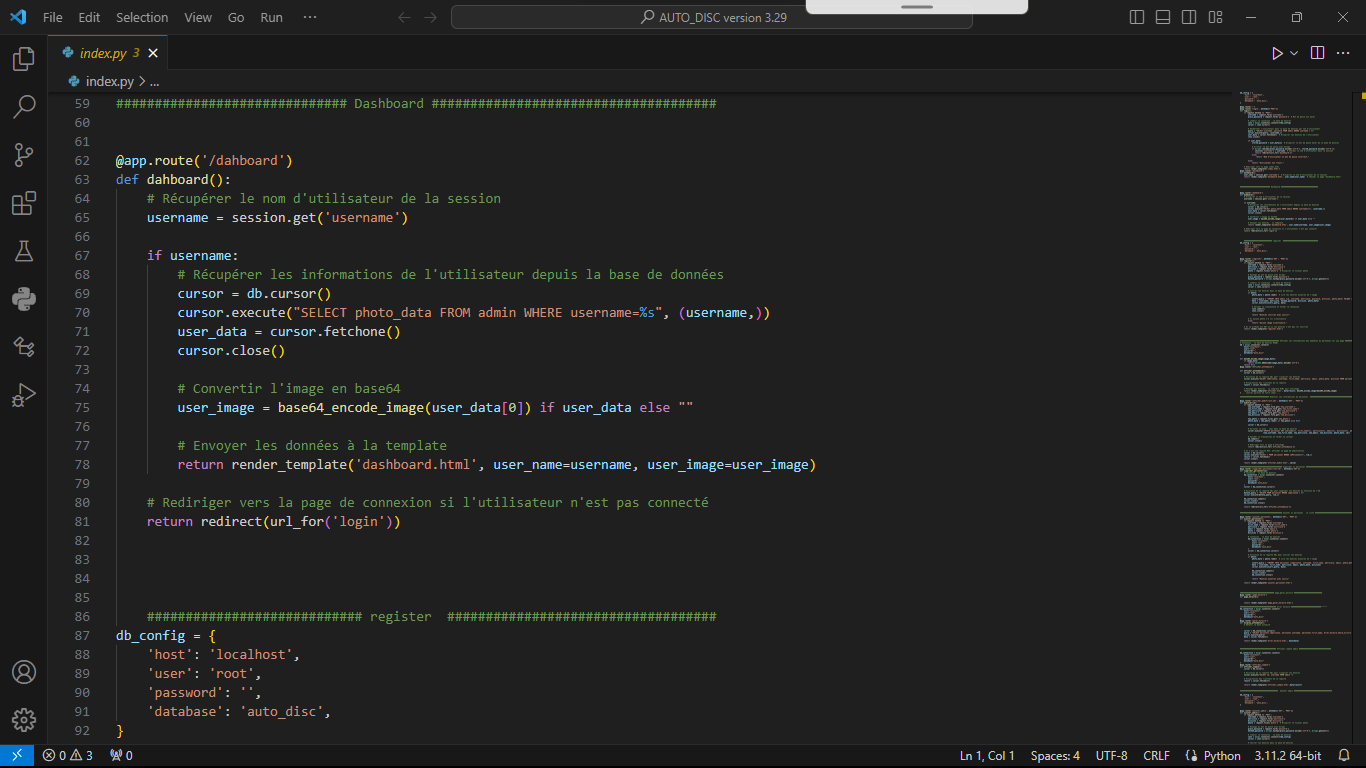 File Edit Selection View Go Run ··· AUTO_DISC version 3.29
index.py 3
index.py > ...
59 ############################## Dashboard #####################################
60
61
62 @app.route('/dahboard')
63 def dahboard():
64 # Récupérer le nom d'utilisateur de la session
65 username = session.get('username')
66
67 if username:
68 # Récupérer les informations de l'utilisateur depuis la base de données
69 cursor = db.cursor()
70 cursor.execute("SELECT photo_data FROM admin WHERE username=%s", (username,))
71 user_data = cursor.fetchone()
72 cursor.close()
73
74 # Convertir l'image en base64
75 user_image = base64_encode_image(user_data[0]) if user_data else ""
76
77 # Envoyer les données à la template
78 return render_template('dashboard.html', user_name=username, user_image=user_image)
79
80 # Rediriger vers la page de connexion si l'utilisateur n'est pas connecté
81 return redirect(url_for('login'))
82
83
84
85
86 ############################ register ###################################
87 db_config = {
88 'host': 'localhost',
89 'user': 'root',
90 'password': '',
91 'database': 'auto_disc',
92 }
0 3 0 Ln 1, Col 1 Spaces: 4 UTF-8 CRLF Python 3.11.2 64-bit